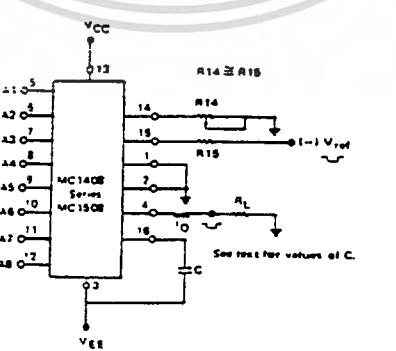 VCC
13
R14 ≅ R15
A1 5
A2 6
A3 7
A4 8
A5 9
A6 10
A7 11
A8 12
MC1408
Series
MC1508
14
R14
15
R15
(-) Vref
1
2
4
IO
RL
16
C
See text for values of C.
3
VEE